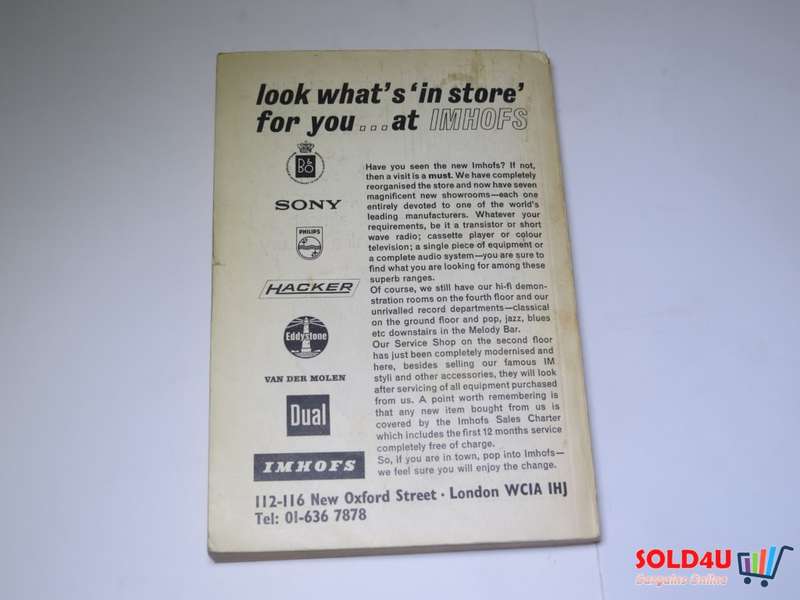 look what's 'in store'
for you...at IMHOFS
B&O
SONY
PHILIPS
HACKER
Eddystone
VAN DER MOLEN
Dual
IMHOFS
Have you seen the new Imhofs? If not,
then a visit is a must. We have completely
reorganised the store and now have seven
magnificent new showrooms—each one
entirely devoted to one of the world's
leading manufacturers. Whatever your
requirements, be it a transistor or short
wave radio; cassette player or colour
television; a single piece of equipment or
a complete audio system—you are sure to
find what you are looking for among these
superb ranges.
Of course, we still have our hi-fi demon-
stration rooms on the fourth floor and our
unrivalled record departments—classical
on the ground floor and pop, jazz, blues
etc downstairs in the Melody Bar.
Our Service Shop on the second floor
has just been completely modernised and
here, besides selling our famous IM
styli and other accessories, they will look
after servicing of all equipment purchased
from us. A point worth remembering is
that any new item bought from us is
covered by the Imhofs Sales Charter
which includes the first 12 months service
completely free of charge.
So, if you are in town, pop into Imhofs—
we feel sure you will enjoy the change.
112-116 New Oxford Street · London WC1A 1HJ
Tel: 01-636 7878
SOLD4U
Bargains Online